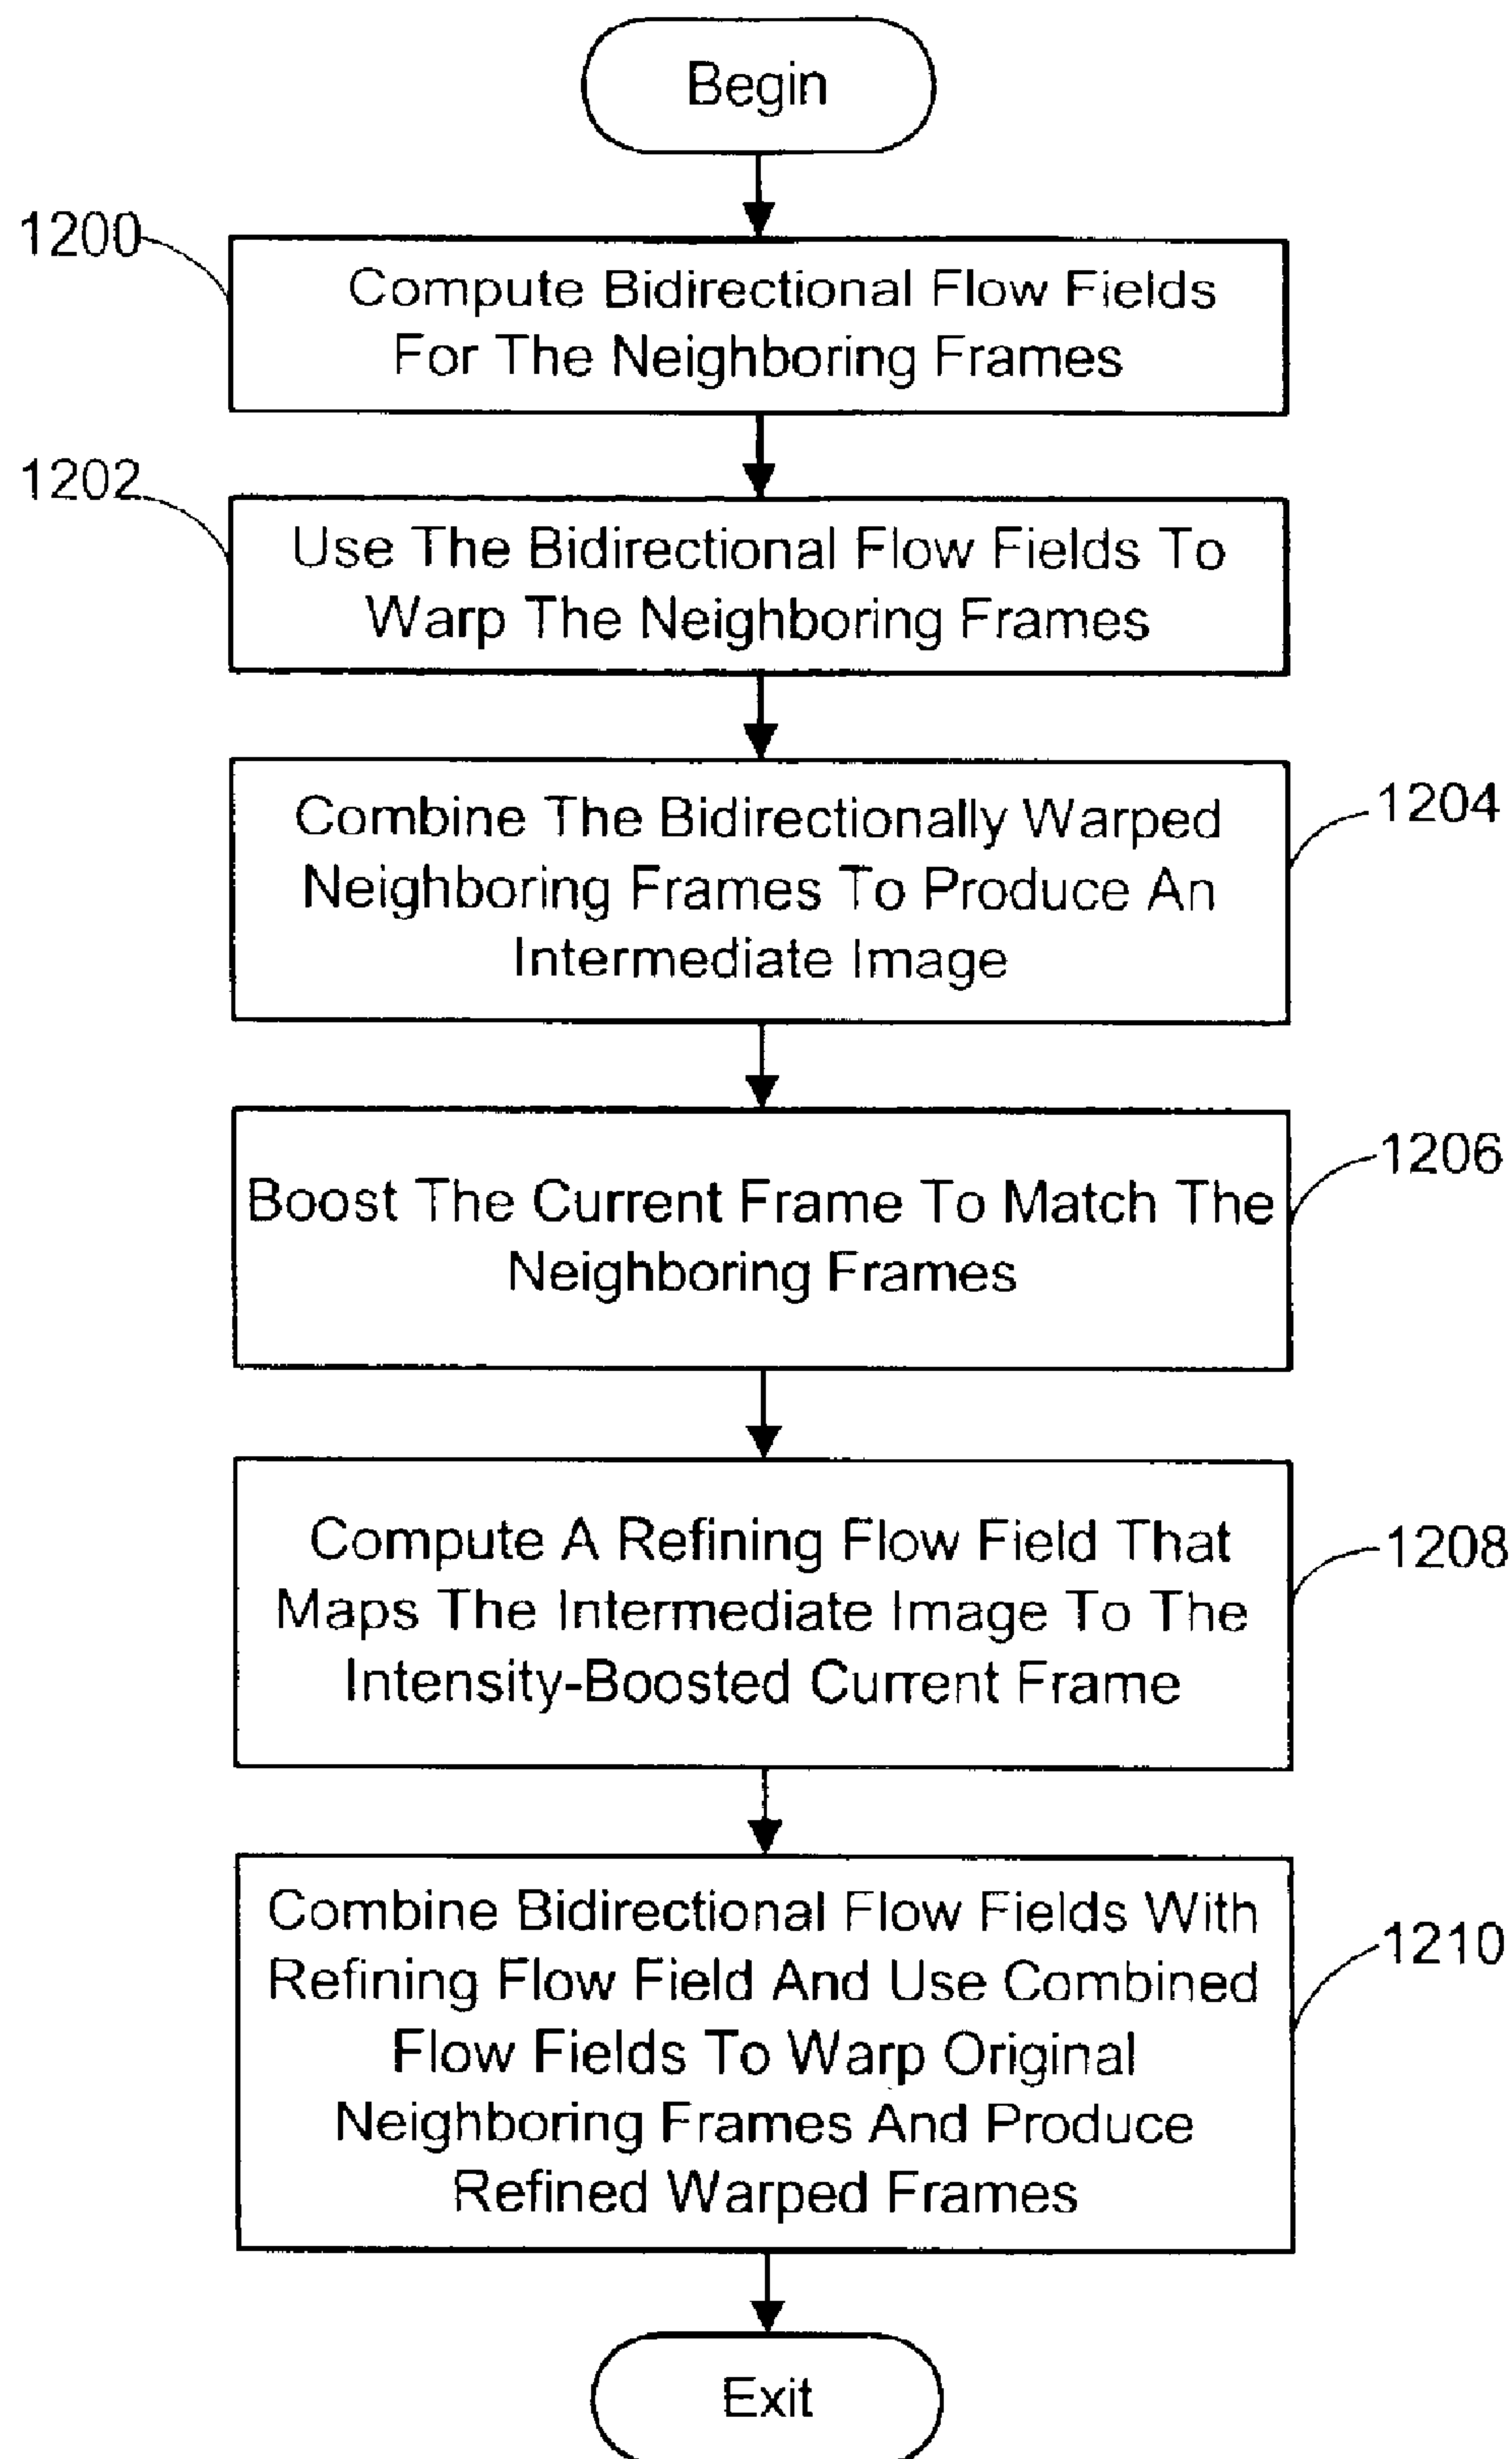 Begin
1200
Compute Bidirectional Flow Fields
For The Neighboring Frames
1202
Use The Bidirectional Flow Fields To
Warp The Neighboring Frames
Combine The Bidirectionally Warped
Neighboring Frames To Produce An
Intermediate Image
1204
Boost The Current Frame To Match The
Neighboring Frames
1206
Compute A Refining Flow Field That
Maps The Intermediate Image To The
Intensity-Boosted Current Frame
1208
Combine Bidirectional Flow Fields With
Refining Flow Field And Use Combined
Flow Fields To Warp Original
Neighboring Frames And Produce
Refined Warped Frames
1210
Exit